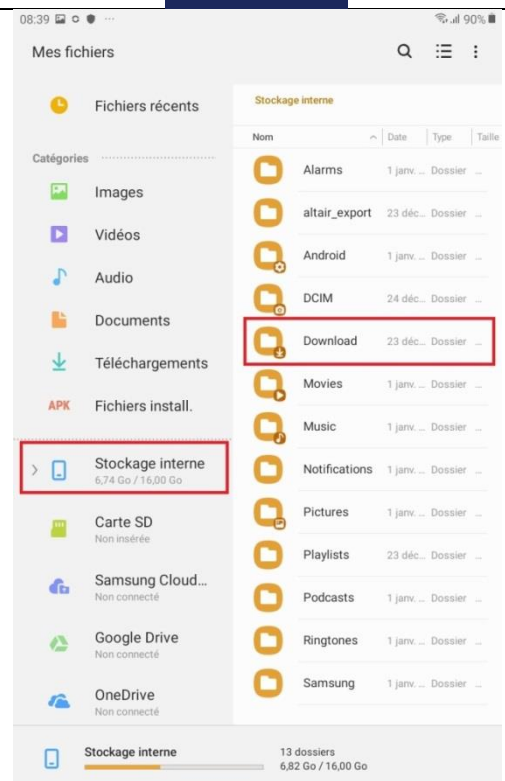 08:39 ...
90%
Mes fichiers
Fichiers récents
Catégories
Images
Vidéos
Audio
Documents
Téléchargements
APK Fichiers install.
Stockage interne
6,74 Go / 16,00 Go
Carte SD
Non insérée
Samsung Cloud...
Non connecté
Google Drive
Non connecté
OneDrive
Non connecté
Stockage interne
Nom Date Type Taille
Alarms 1 janv. ... Dossier ...
altair_export 23 déc... Dossier ...
Android 1 janv. ... Dossier ...
DCIM 24 déc... Dossier ...
Download 23 déc... Dossier ...
Movies 1 janv. ... Dossier ...
Music 1 janv. ... Dossier ...
Notifications 1 janv. ... Dossier ...
Pictures 1 janv. ... Dossier ...
Playlists 23 déc... Dossier ...
Podcasts 1 janv. ... Dossier ...
Ringtones 1 janv. ... Dossier ...
Samsung 1 janv. ... Dossier ...
Stockage interne
13 dossiers
6,82 Go / 16,00 Go